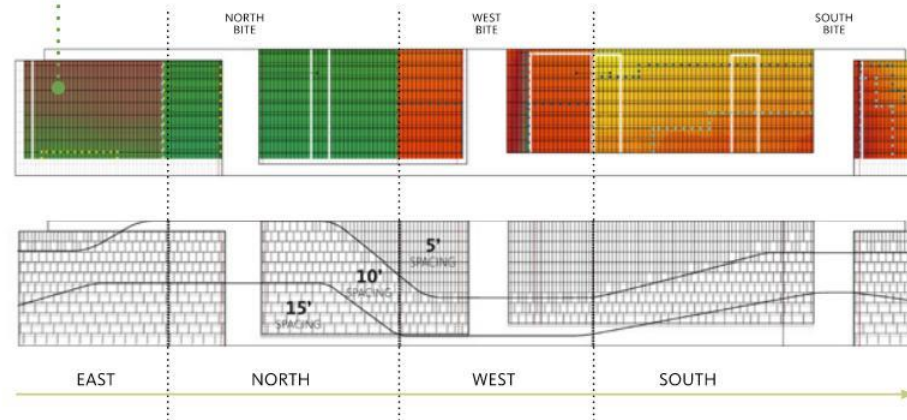 NORTH
BITE
WEST
BITE
SOUTH
BITE
5'
SPACING
10'
SPACING
15'
SPACING
EAST
NORTH
WEST
SOUTH